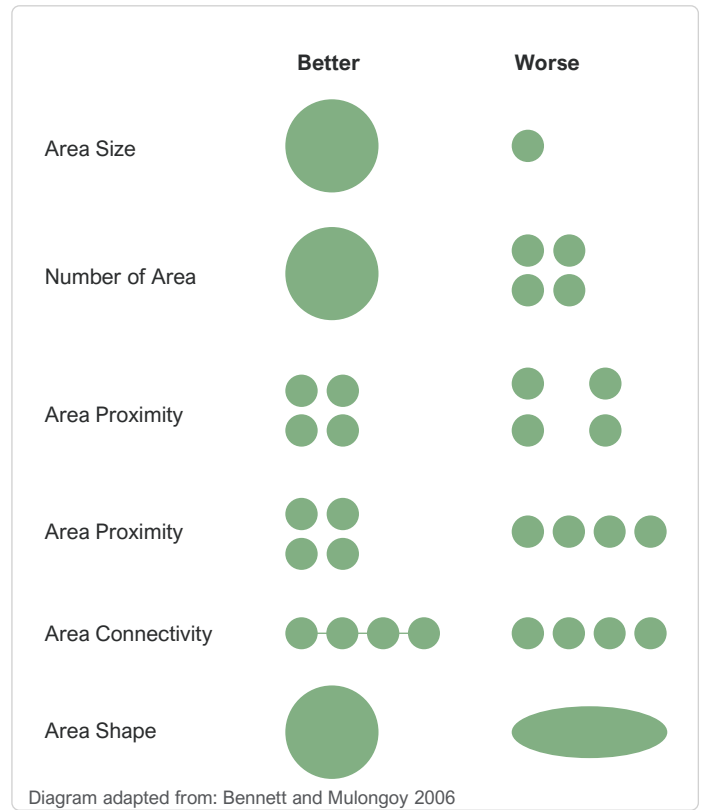 Better Worse
Area Size
Number of Area
Area Proximity
Area Proximity
Area Connectivity
Area Shape
Diagram adapted from: Bennett and Mulongoy 2006